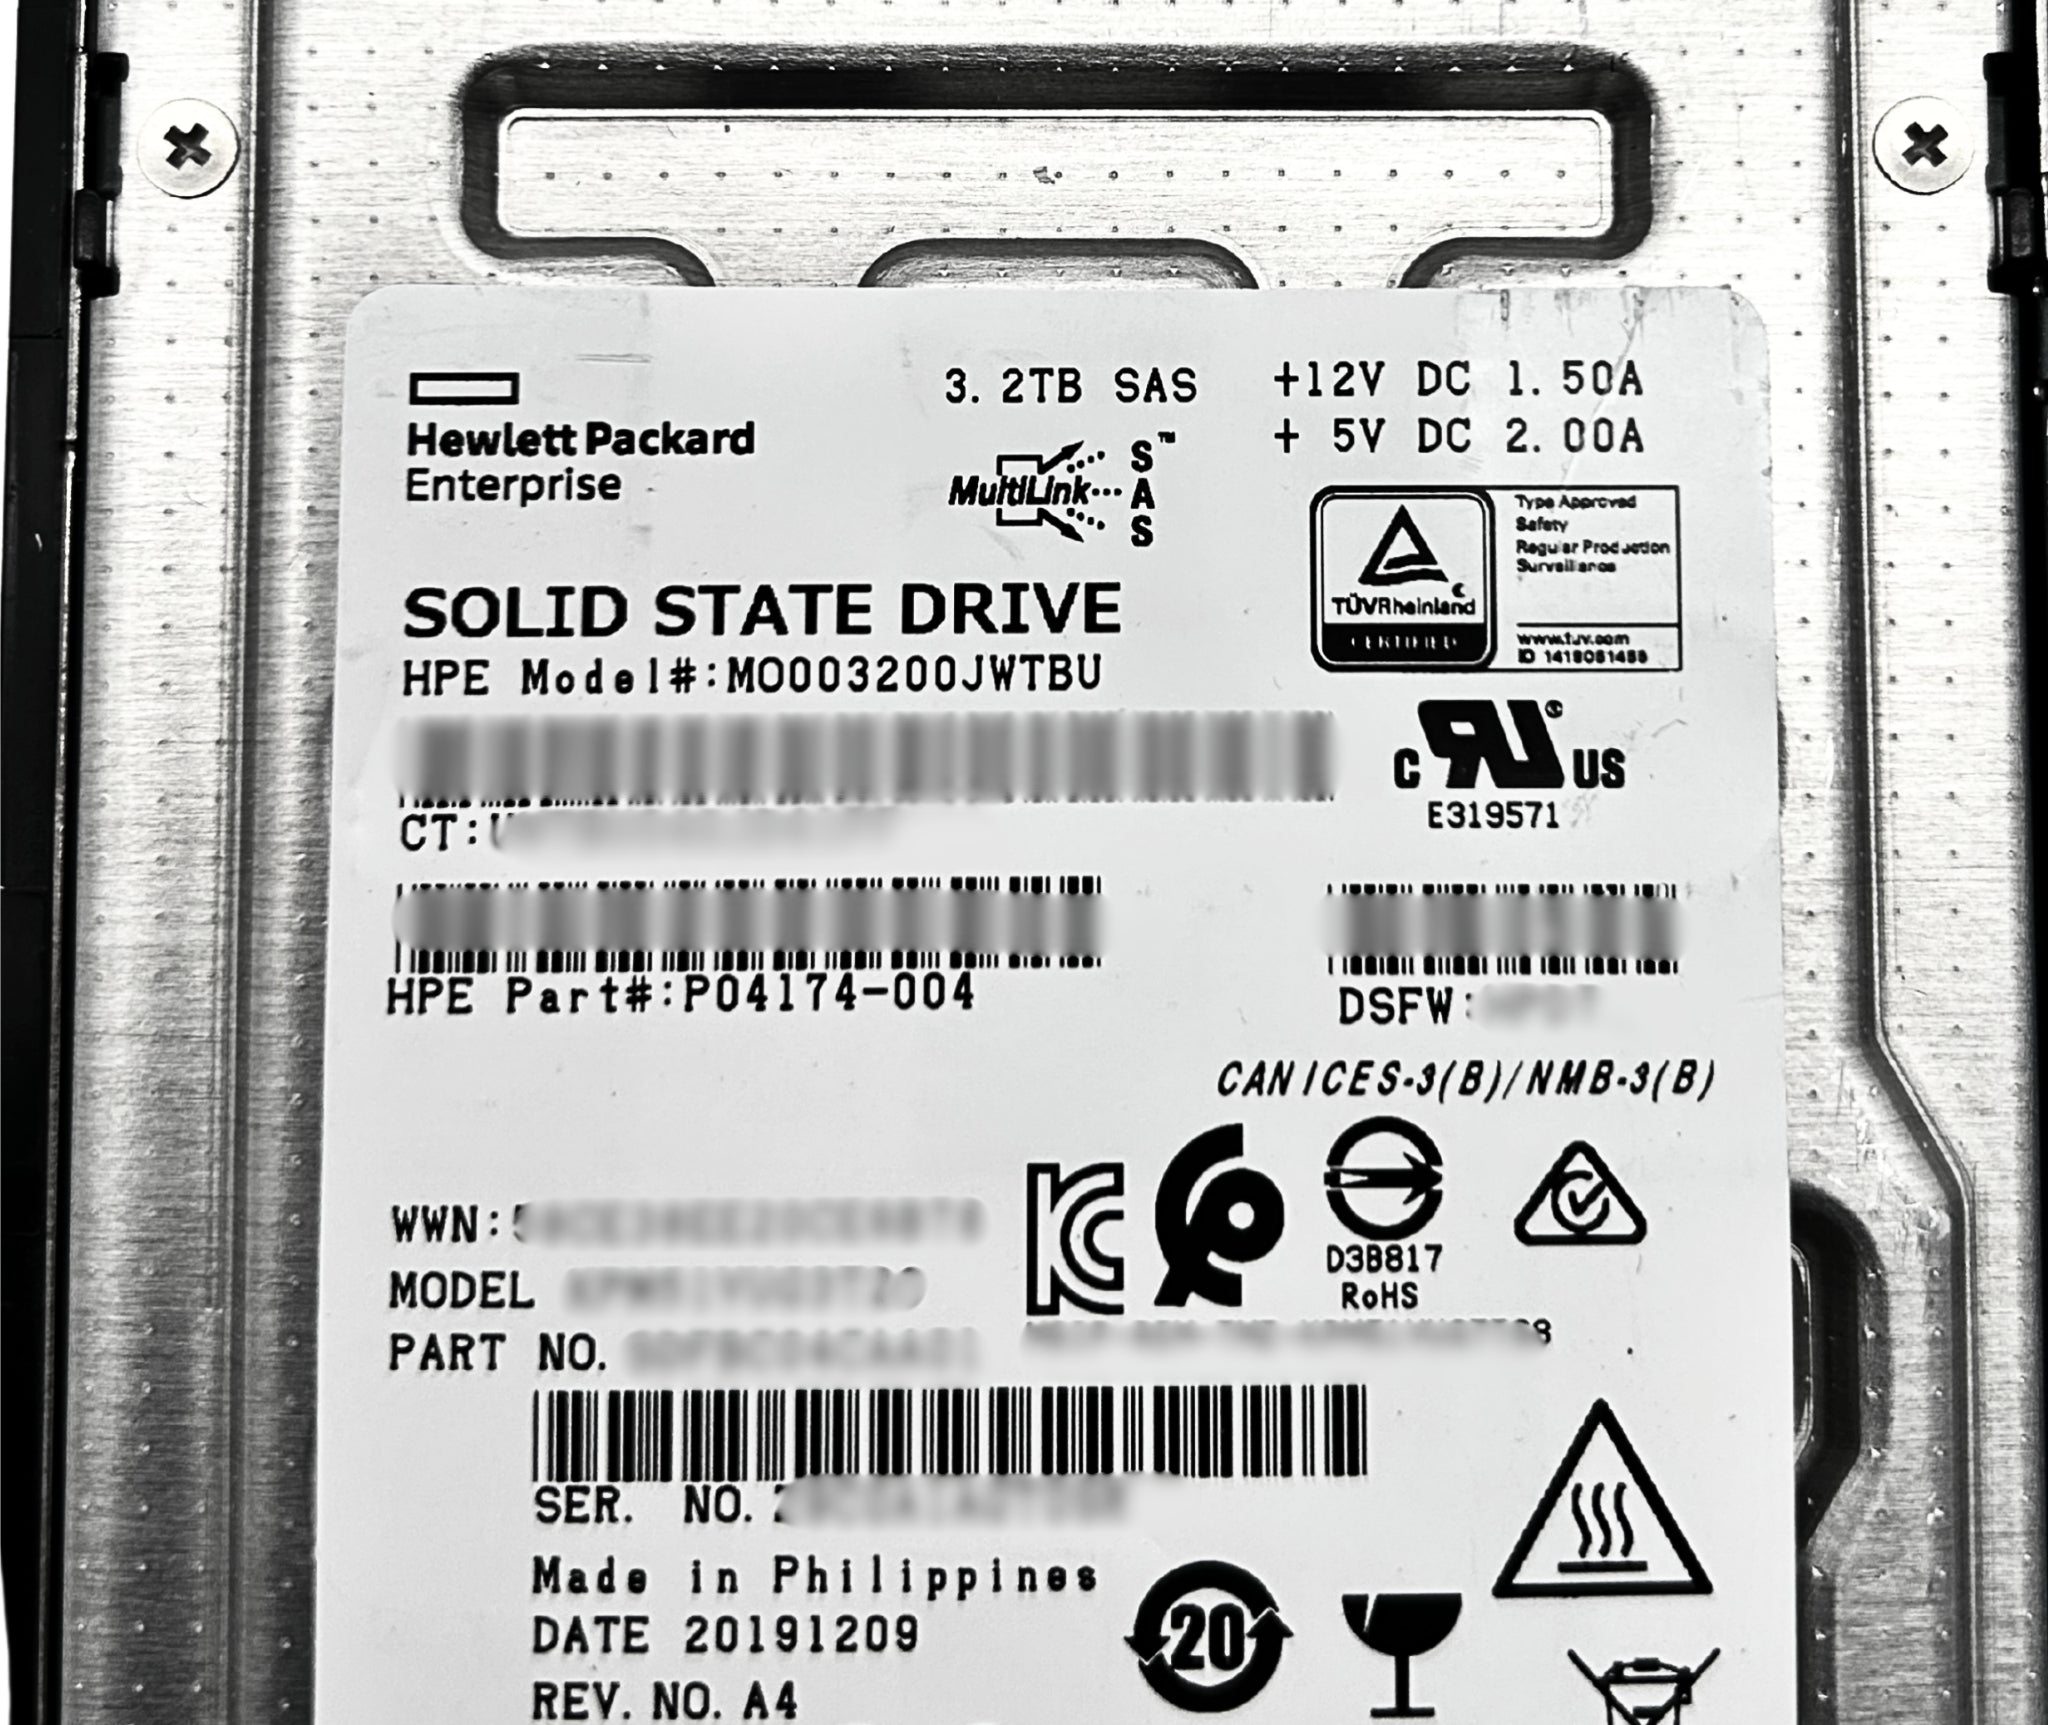 3.2TB SAS
+12V DC 1.50A
+ 5V DC 2.00A
Hewlett Packard
Enterprise
MultiLink SAS™
Type Approved
Safety
Regular Production
Surveillance
TÜVRheinland
CERTIFIED
www.tuv.com
SOLID STATE DRIVE
HPE Model#:MO003200JWTBU
C RU® US
E319571
CT:
HPE Part#:P04174-004
DSFW:
CAN ICES-3(B)/NMB-3(B)
WWN:
D3B817
RoHS
MODEL
PART NO.
SER. NO.
Made in Philippines
DATE 20191209
20
REV. NO. A4